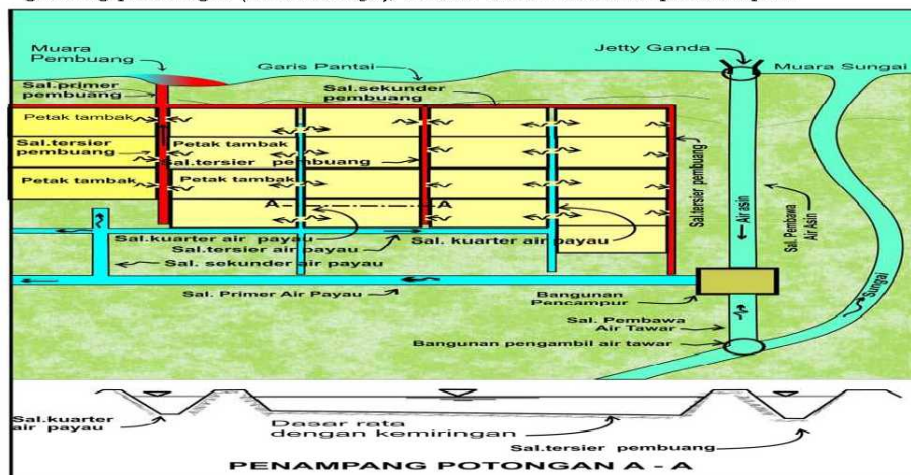 Muara
Pembuang
Garis Pantai
Jetty Ganda
Muara Sungai
Sal.primer
pembuang
Sal.sekunder
pembuang
Petak tambak
Sal.tersier
pembuang
Petak tambak
Sal.tersier pembuang
Petak tambak
Petak tambak
Sal.tersier pembuang
A
A
Air asin
Sal. Pembawa
Air Asin
Sungai
Sal.kuarter air payau
Sal. kuarter air payau
Sal.tersier air payau
Sal. sekunder air payau
Sal. Primer Air Payau
Bangunan
Pencampur
Sal. Pembawa
Air Tawar
Bangunan pengambil air tawar
Sal.kuarter
air payau
Dasar rata
dengan kemiringan
Sal.tersier pembuang
PENAMPANG POTONGAN A - A